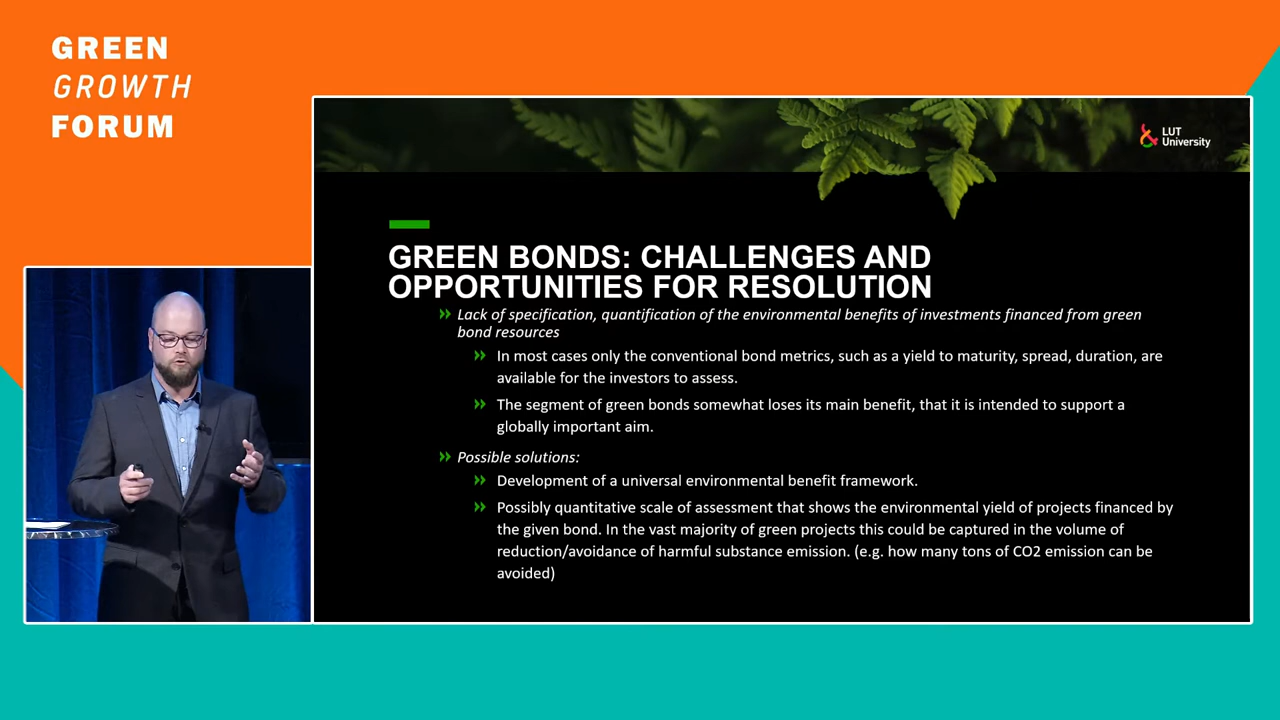 GREEN
GROWTH
FORUM
LUT
University
GREEN BONDS: CHALLENGES AND
OPPORTUNITIES FOR RESOLUTION
Lack of specification, quantification of the environmental benefits of investments financed from green
bond resources
In most cases only the conventional bond metrics, such as a yield to maturity, spread, duration, are
available for the investors to assess.
The segment of green bonds somewhat loses its main benefit, that it is intended to support a
globally important aim.
Possible solutions:
Development of a universal environmental benefit framework.
Possibly quantitative scale of assessment that shows the environmental yield of projects financed by
the given bond. In the vast majority of green projects this could be captured in the volume of
reduction/avoidance of harmful substance emission. (e.g. how many tons of CO2 emission can be
avoided)